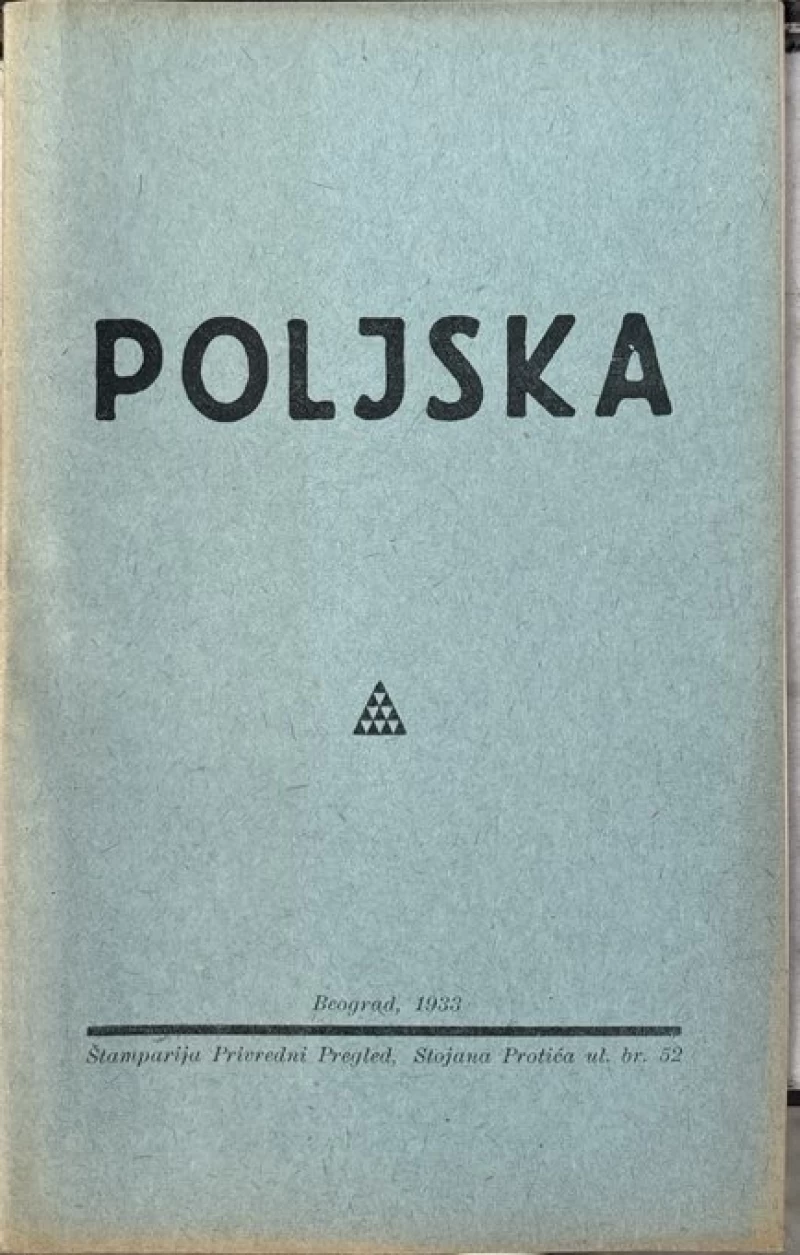 POLJSKA
Beograd, 1933
Štamparija Privredni Pregled, Stojana Protića ul. br. 52